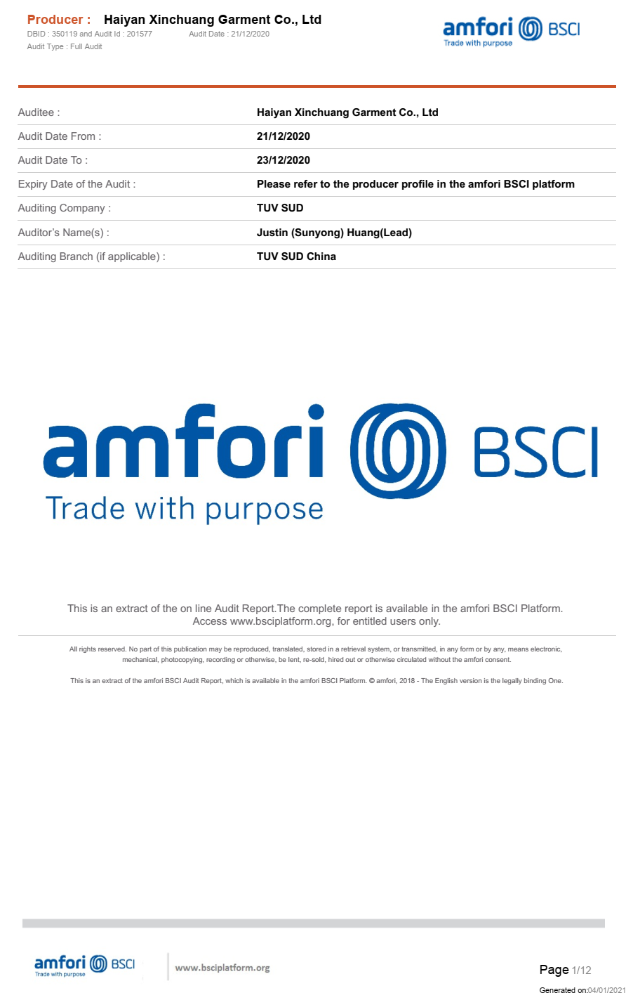 Producer : Haiyan Xinchuang Garment Co., Ltd
DBID : 350119 and Audit Id : 201577 Audit Date : 21/12/2020
Audit Type : Full Audit
amfori BSCI
Trade with purpose
Auditee : Haiyan Xinchuang Garment Co., Ltd
Audit Date From : 21/12/2020
Audit Date To : 23/12/2020
Expiry Date of the Audit : Please refer to the producer profile in the amfori BSCI platform
Auditing Company : TUV SUD
Auditor’s Name(s) : Justin (Sunyong) Huang(Lead)
Auditing Branch (if applicable) : TUV SUD China
amfori BSCI
Trade with purpose
This is an extract of the on line Audit Report.The complete report is available in the amfori BSCI Platform.
Access www.bsciplatform.org, for entitled users only.
All rights reserved. No part of this publication may be reproduced, translated, stored in a retrieval system, or transmitted, in any form or by any, means electronic,
mechanical, photocopying, recording or otherwise, be lent, re-sold, hired out or otherwise circulated without the amfori consent.
This is an extract of the amfori BSCI Audit Report, which is available in the amfori BSCI Platform. © amfori, 2018 - The English version is the legally binding One.
amfori BSCI
Trade with purpose
www.bsciplatform.org
Page 1/12
Generated on:04/01/2021